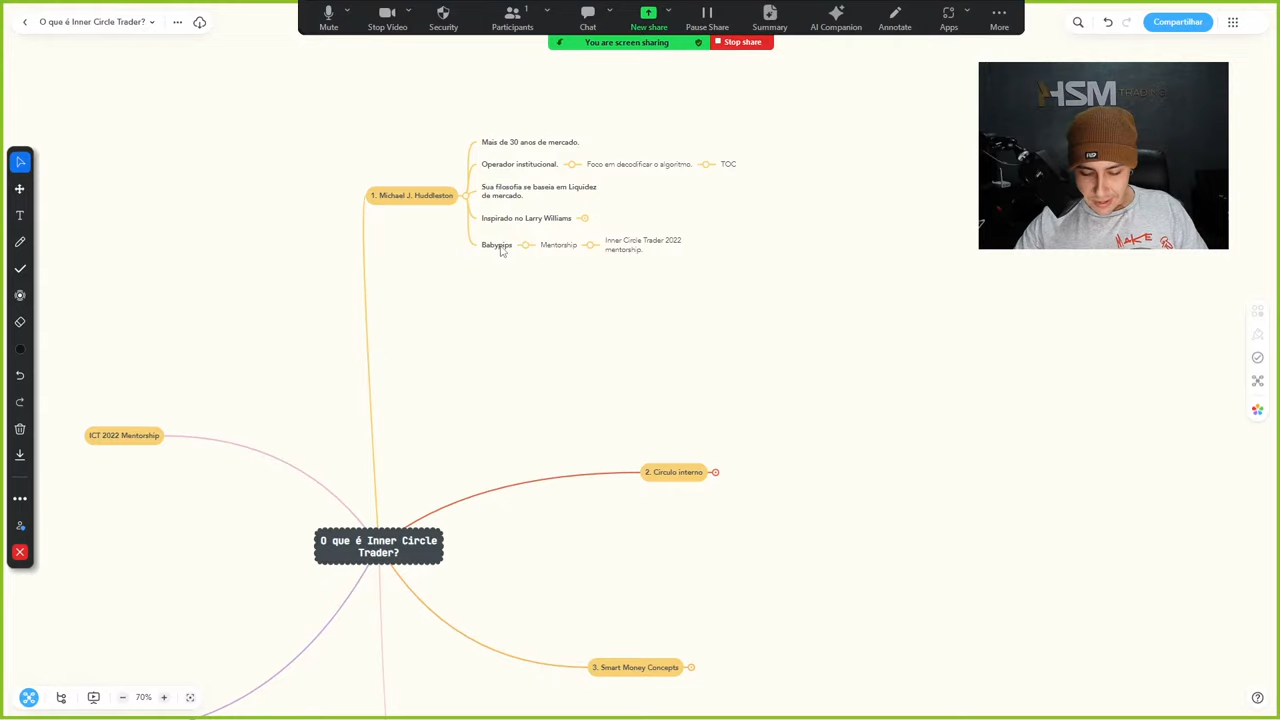 O que é Inner Circle Trader?
Mute
Stop Video
Security
1
Participants
Chat
New share
Pause Share
Summary
AI Companion
Annotate
Apps
More
You are screen sharing
Stop share
Compartilhar
HSM
TRADING
MAKE
Mais de 30 anos de mercado.
Operador institucional.
Foco em decodificar o algoritmo.
TOC
1. Michael J. Huddleston
Sua filosofia se baseia em Liquidez
de mercado.
Inspirado no Larry Williams
Babypips
Mentorship
Inner Circle Trader 2022
mentorship.
ICT 2022 Mentorship
2. Círculo interno
O que é Inner Circle
Trader?
3. Smart Money Concepts
70%